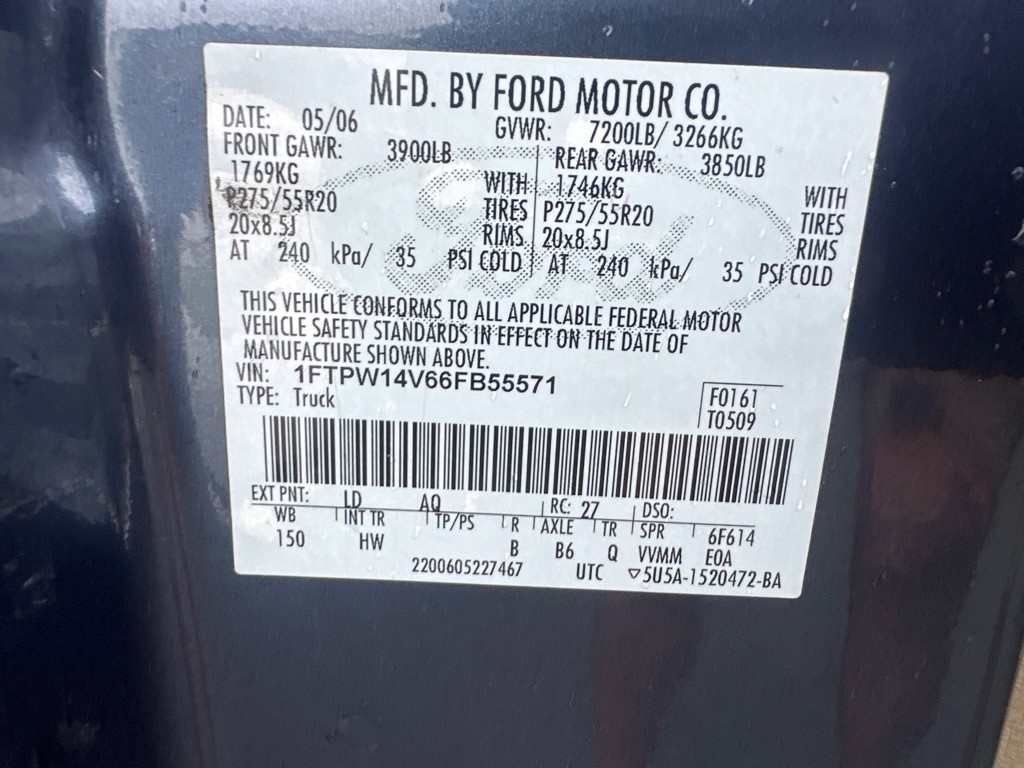 MFD. BY FORD MOTOR CO.
DATE: 05/06 GVWR: 7200LB/ 3266KG
FRONT GAWR: 3900LB REAR GAWR: 3850LB
1769KG WITH 1746KG WITH
P275/55R20 TIRES P275/55R20 TIRES
20x8.5J RIMS 20x8.5J RIMS
AT 240 kPa/ 35 PSI COLD AT 240 kPa/ 35 PSI COLD
THIS VEHICLE CONFORMS TO ALL APPLICABLE FEDERAL MOTOR
VEHICLE SAFETY STANDARDS IN EFFECT ON THE DATE OF
MANUFACTURE SHOWN ABOVE.
VIN: 1FTPW14V66FB55571
TYPE: Truck
F0161
T0509
EXT PNT: LD AQ RC: 27 DSO:
WB INT TR TP/PS R AXLE TR SPR 6F614
150 HW B B6 Q VVMM E0A
2200605227467 UTC ▽5U5A-1520472-BA
Ford